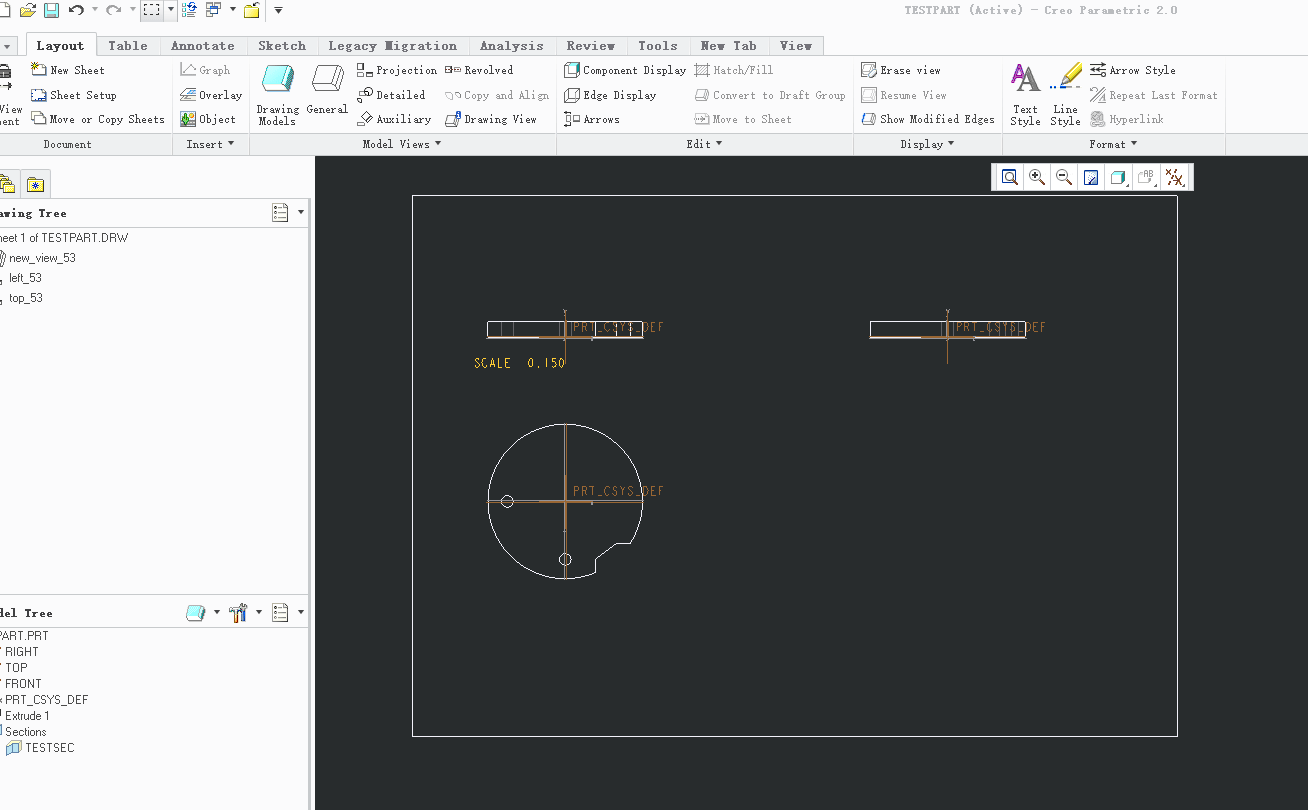 TESTPART (Active) - Creo Parametric 2.0
Layout Table Annotate Sketch Legacy Migration Analysis Review Tools New Tab View
New Sheet Graph Projection Revolved Component Display Hatch/Fill Erase view Arrow Style
Sheet Setup Overlay Detailed Copy and Align Edge Display Convert to Draft Group Resume View Repeat Last Format
Move or Copy Sheets Object Auxiliary Drawing View Arrows Move to Sheet Show Modified Edges Hyperlink
Drawing Models General Text Style Line Style
View
Document Insert Model Views Edit Display Format
awing Tree
heet 1 of TESTPART.DRW
new_view_53
left_53
top_53
PRT_CSYS_DEF PRT_CSYS_DEF
SCALE 0.150
PRT_CSYS_DEF
del Tree
PART.PRT
RIGHT
TOP
FRONT
PRT_CSYS_DEF
Extrude 1
Sections
TESTSEC